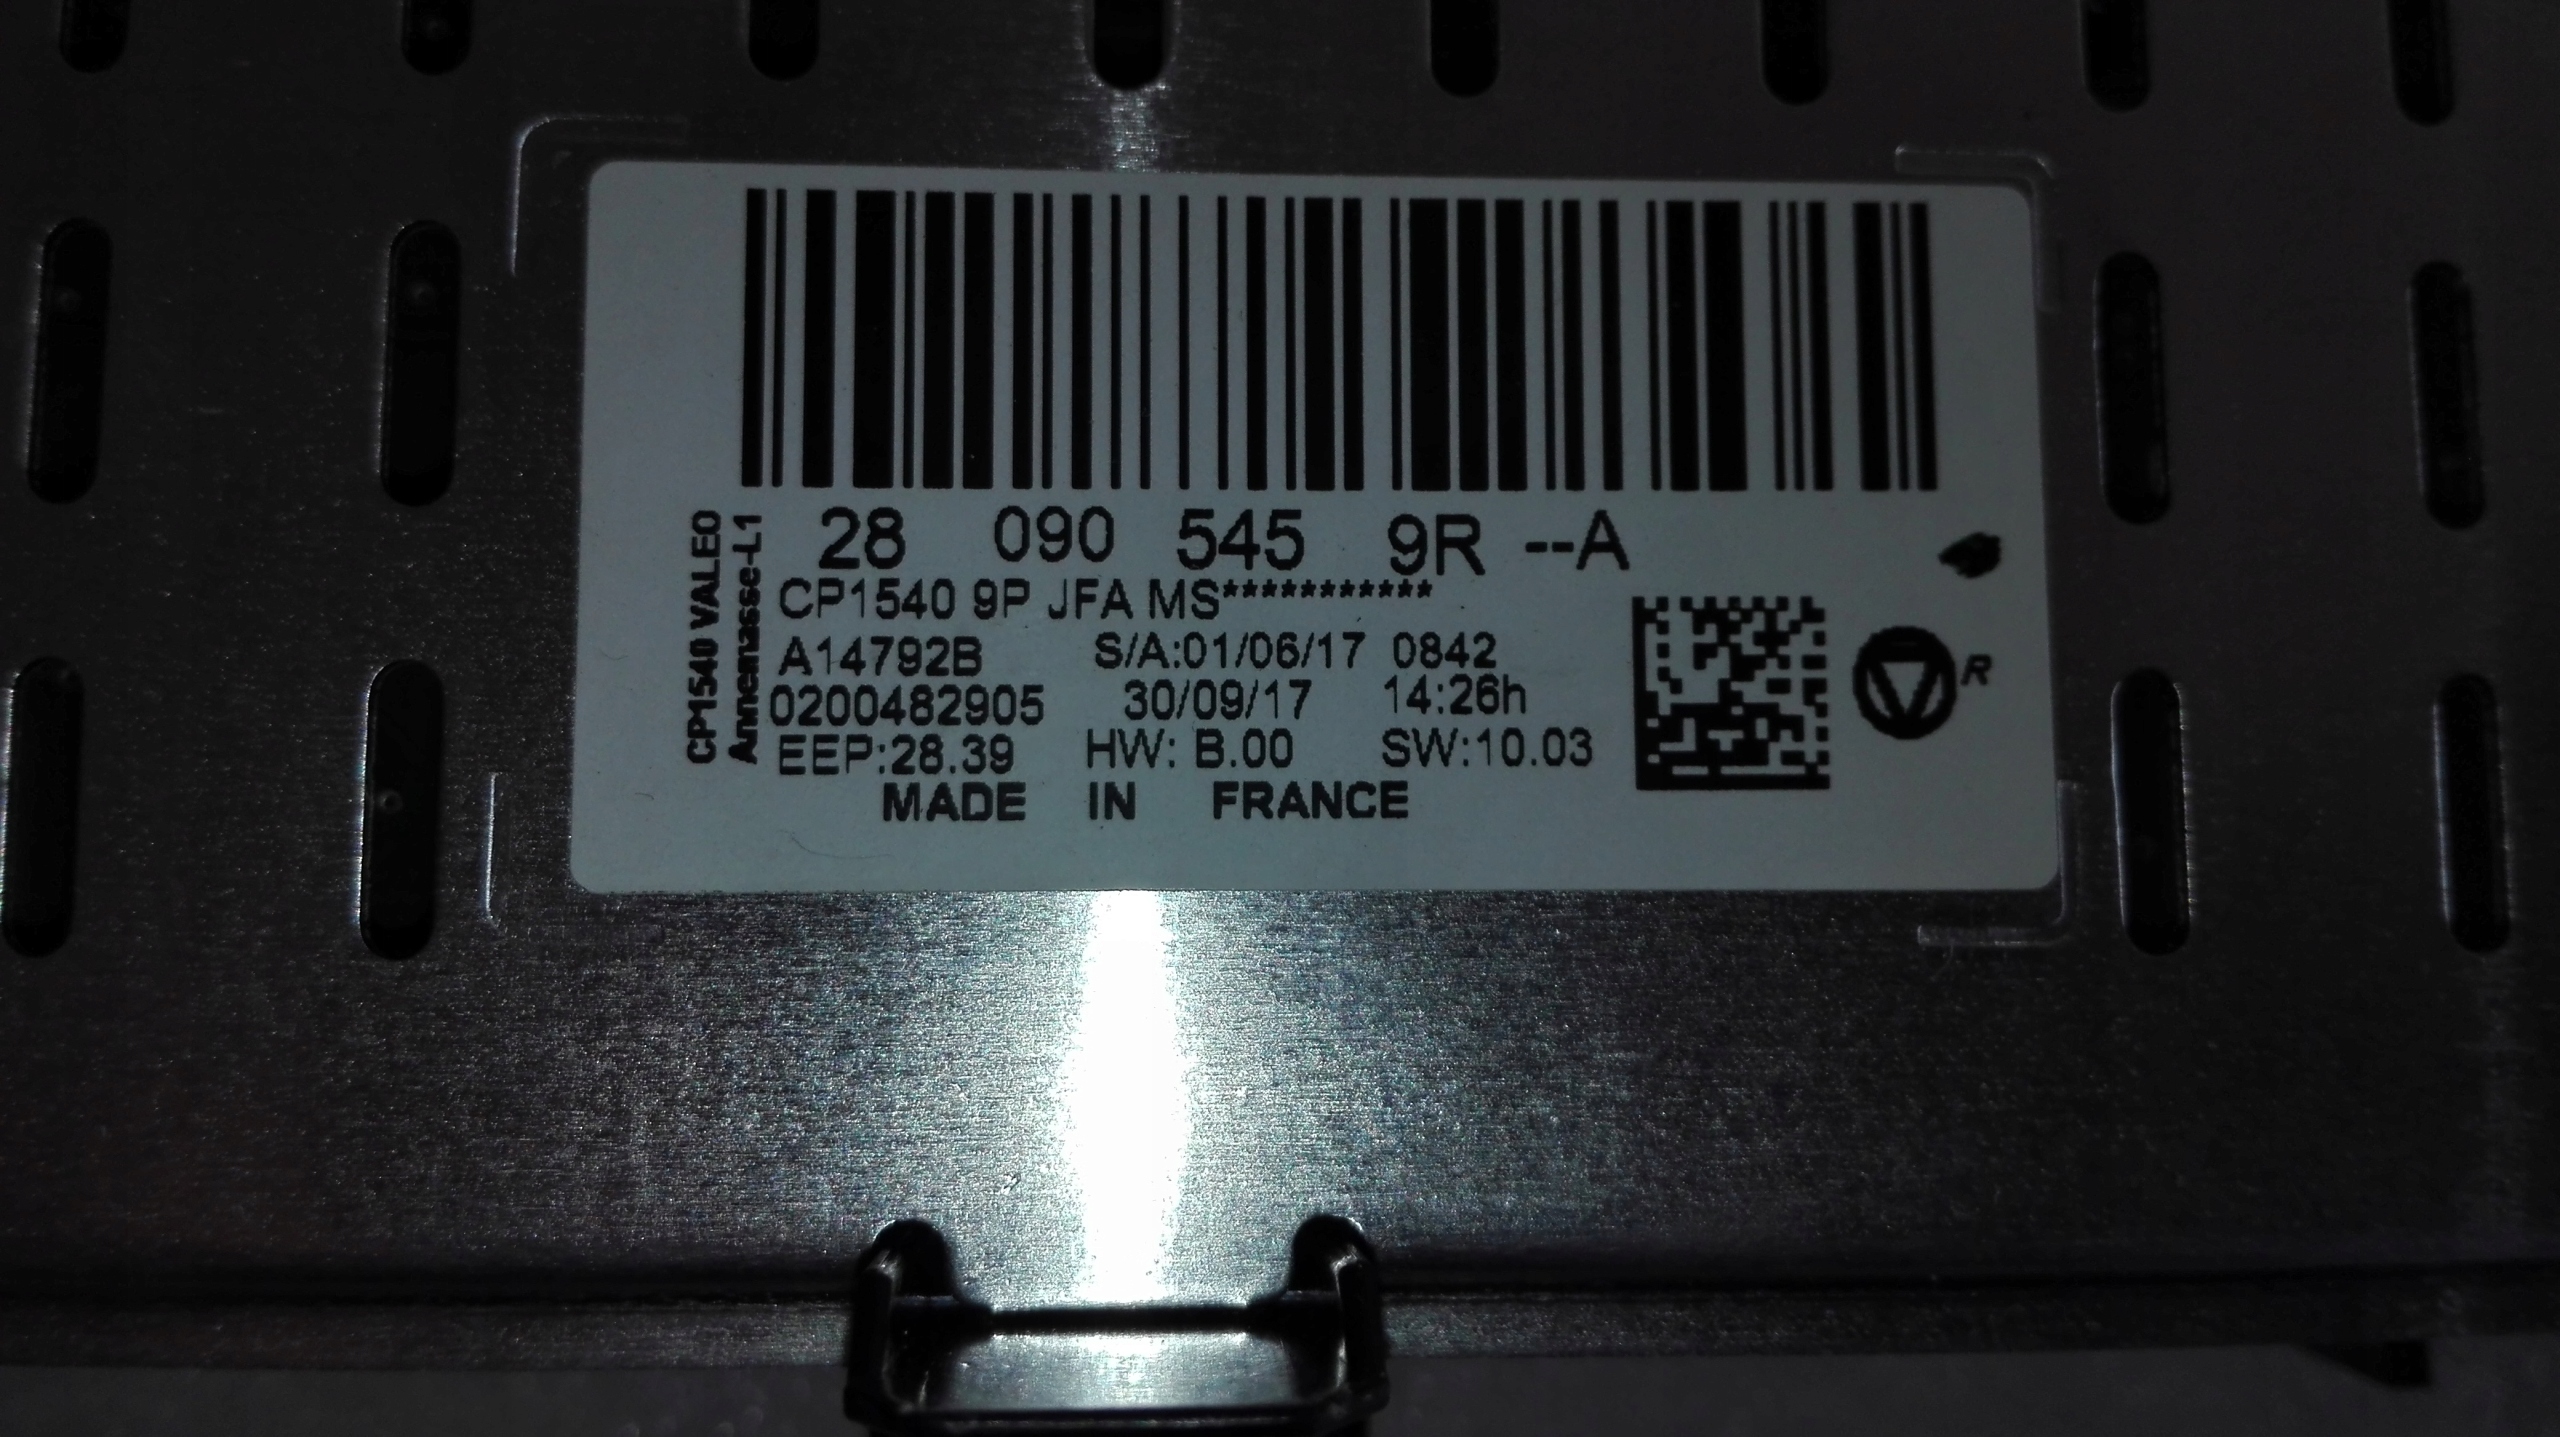 28 090 545 9R --A
CP1540 VALEO
Annemasse-L1
CP1540 9P JFA MS***********
A14792B S/A:01/06/17 0842
0200482905 30/09/17 14:26h
EEP:28.39 HW: B.00 SW:10.03
MADE IN FRANCE
R